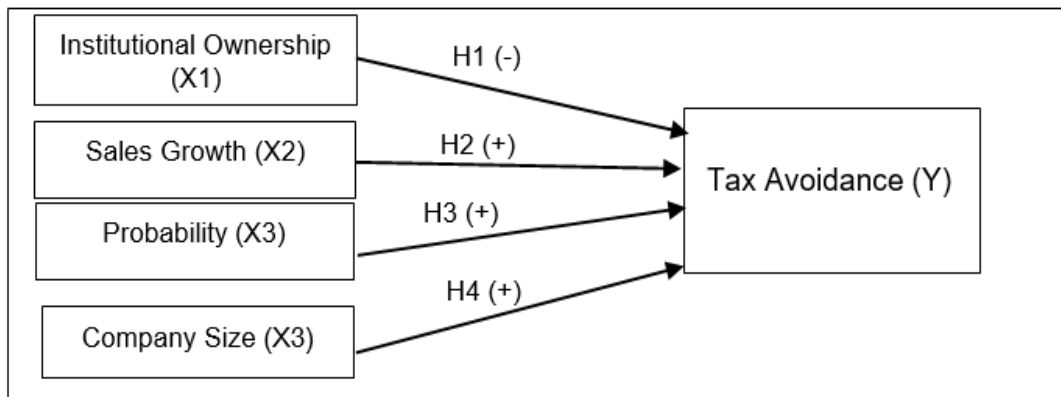 Institutional Ownership
(X1)
H1 (-)
Sales Growth (X2)
H2 (+)
Tax Avoidance (Y)
Probability (X3)
H3 (+)
H4 (+)
Company Size (X3)